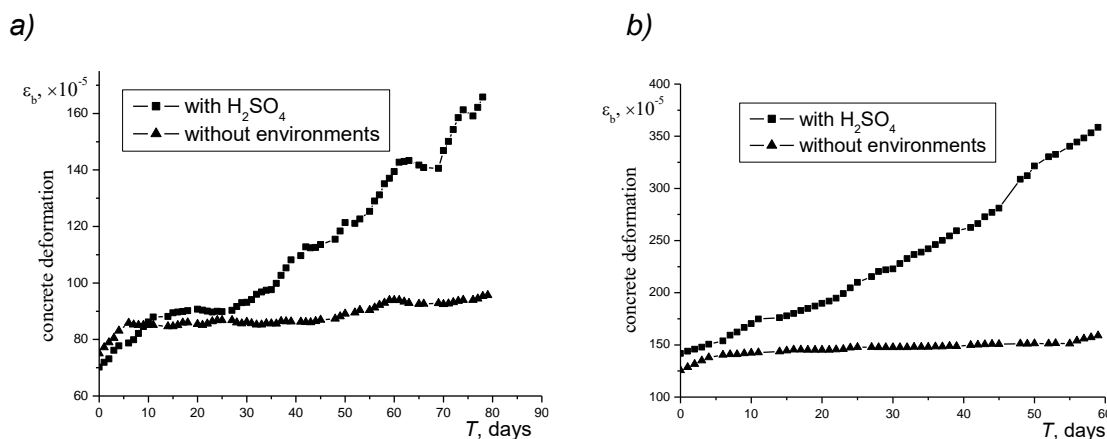 a)
ε_b, ×10⁻⁵
160
140
120
100
80
60
concrete deformation
with H₂SO₄
without environments
0 10 20 30 40 50 60 70 80 90
T, days
b)
ε_b, ×10⁻⁵
400
350
300
250
200
150
100
concrete deformation
with H₂SO₄
without environments
0 10 20 30 40 50 60
T, days